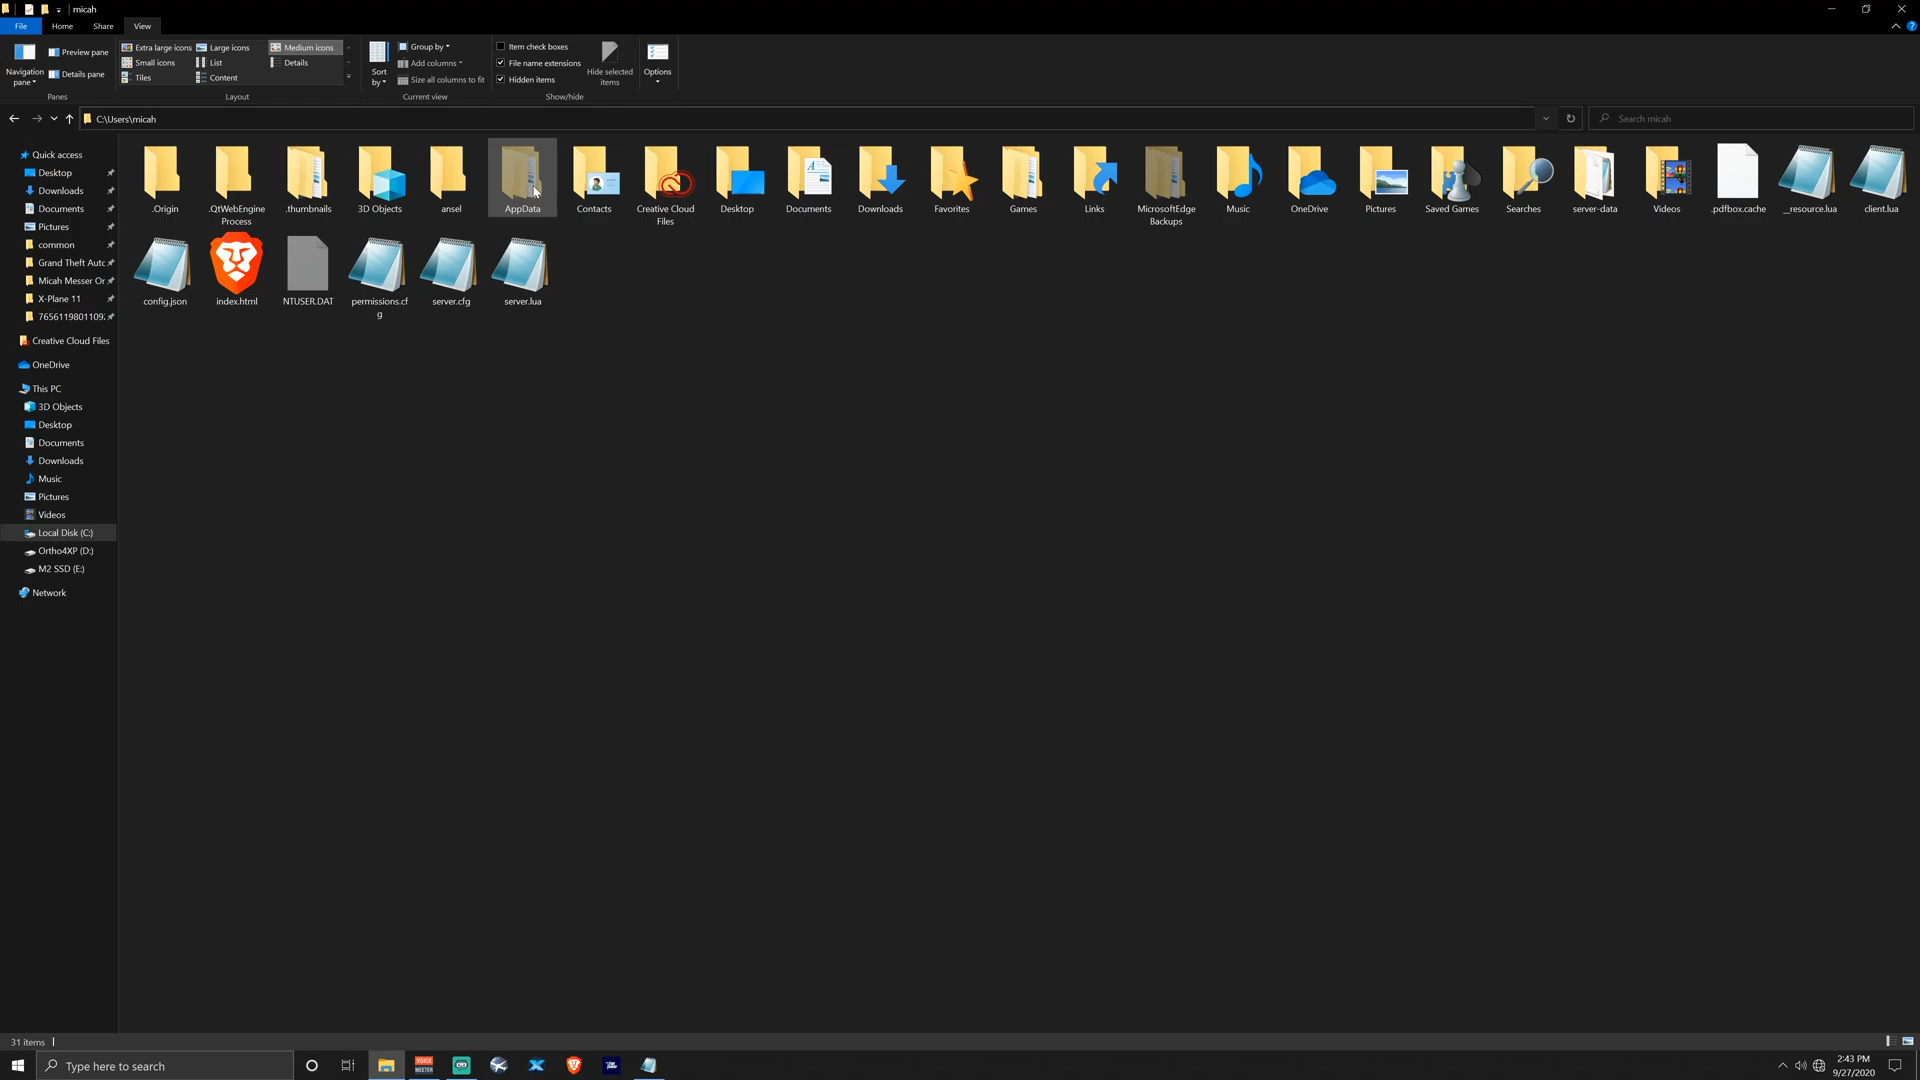 micah
File Home Share View
Navigation pane
Preview pane
Details pane
Panes
Extra large icons Large icons Medium icons
Small icons List Details
Tiles Content
Layout
Sort by
Group by
Add columns
Size all columns to fit
Current view
Item check boxes
File name extensions
Hidden items
Hide selected items
Show/hide
Options
C:\Users\micah
Search micah
Quick access
Desktop
Downloads
Documents
Pictures
common
Grand Theft Autc
Micah Messer Or
X-Plane 11
Creative Cloud Files
OneDrive
This PC
3D Objects
Desktop
Documents
Downloads
Music
Pictures
Videos
Local Disk (C:)
Ortho4XP (D:)
M2 SSD (E:)
Network
.Origin
.QtWebEngine
Process
.thumbnails
3D Objects
ansel
AppData
Contacts
Creative Cloud
Files
Desktop
Documents
Downloads
Favorites
Games
Links
MicrosoftEdge
Backups
Music
OneDrive
Pictures
Saved Games
Searches
server-data
Videos
.pdfbox.cache
__resource.lua
client.lua
config.json
index.html
NTUSER.DAT
permissions.cf
g
server.cfg
server.lua
31 items
Type here to search
VOICE
MEETER
2:43 PM
9/27/2020